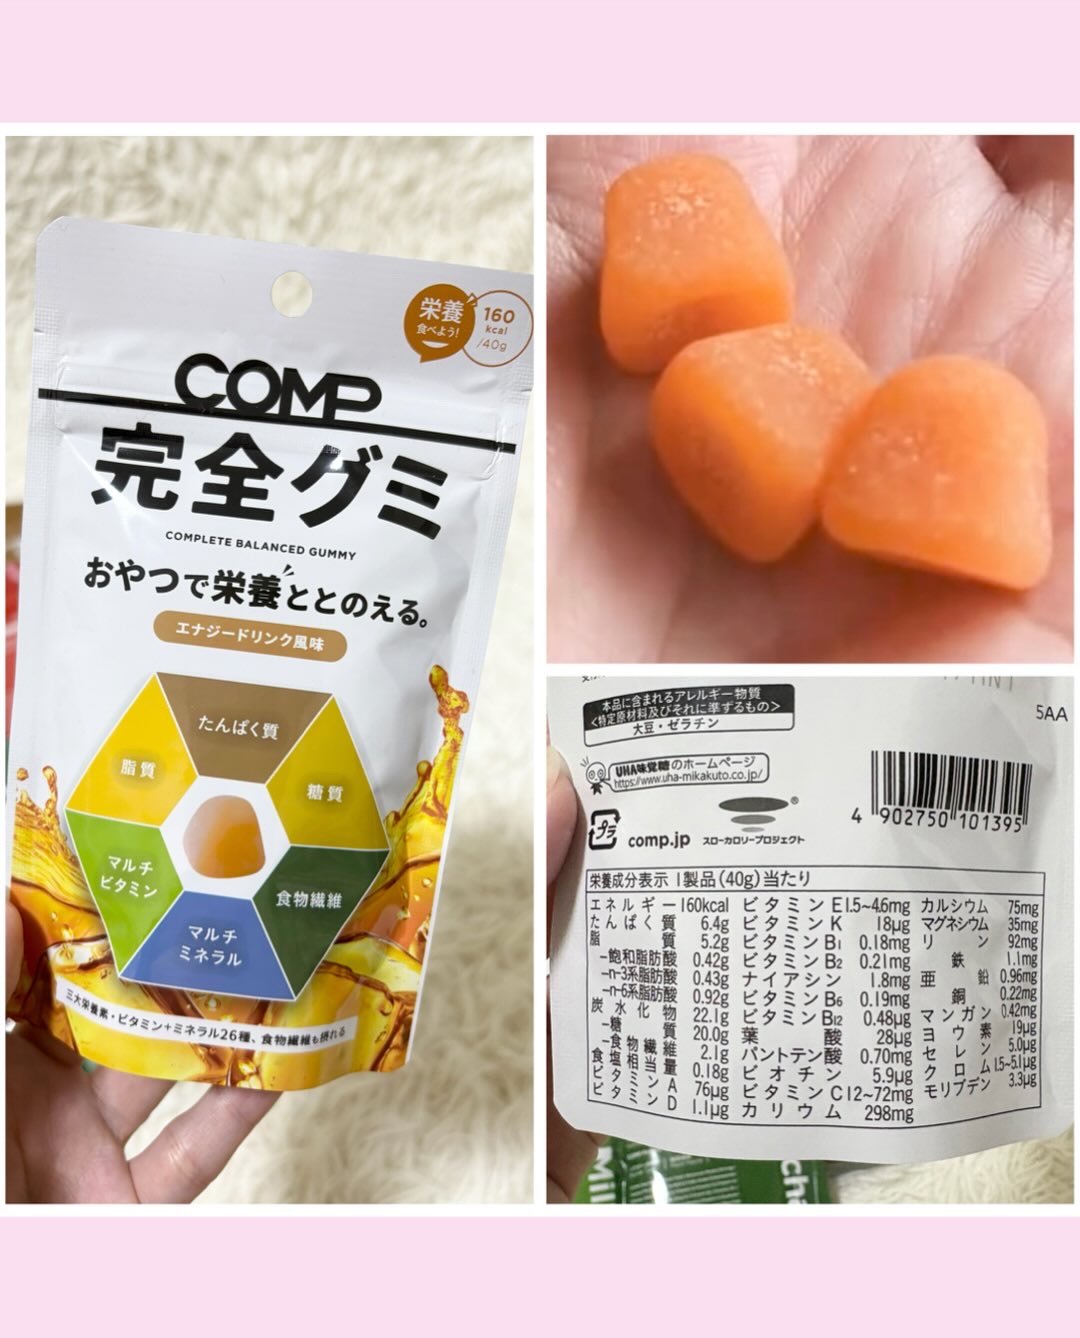 栄養
食べよう!
160
kcal
/40g
COMP
完全グミ
COMPLETE BALANCED GUMMY
おやつで栄養ととのえる。
エナジードリンク風味
たんぱく質
脂質
糖質
マルチ
ビタミン
食物繊維
マルチ
ミネラル
三大栄養素・ビタミン+ミネラル26種、食物繊維も摂れる
本品に含まれるアレルギー物質
<特定原材料及びそれに準ずるもの>
大豆・ゼラチン
5AA
UHA味覚糖のホームページ
https://www.uha-mikakuto.co.jp/
プラ
comp.jp
スローカロリープロジェクト
4 902750 101395
栄養成分表示 1製品(40g)当たり
エネルギー 160kcal
たんぱく質 6.4g
脂質 5.2g
-飽和脂肪酸 0.42g
-n-3系脂肪酸 0.43g
-n-6系脂肪酸 0.92g
炭水化物 22.1g
-糖質 20.0g
-食物繊維 2.1g
食塩相当量 0.18g
ビタミンA 76μg
ビタミンD 1.1μg
ビタミンE 1.5~4.6mg
ビタミンK 18μg
ビタミンB1 0.18mg
ビタミンB2 0.21mg
ナイアシン 1.8mg
ビタミンB6 0.19mg
ビタミンB12 0.48μg
葉酸 28μg
パントテン酸 0.70mg
ビオチン 5.9μg
ビタミンC 12~72mg
カリウム 298mg
カルシウム 75mg
マグネシウム 35mg
リン 92mg
鉄 1.1mg
亜鉛 0.96mg
銅 0.22mg
マンガン 0.42mg
ヨウ素 19μg
セレン 5.0μg
クロム 1.5~5.1μg
モリブデン 3.3μg